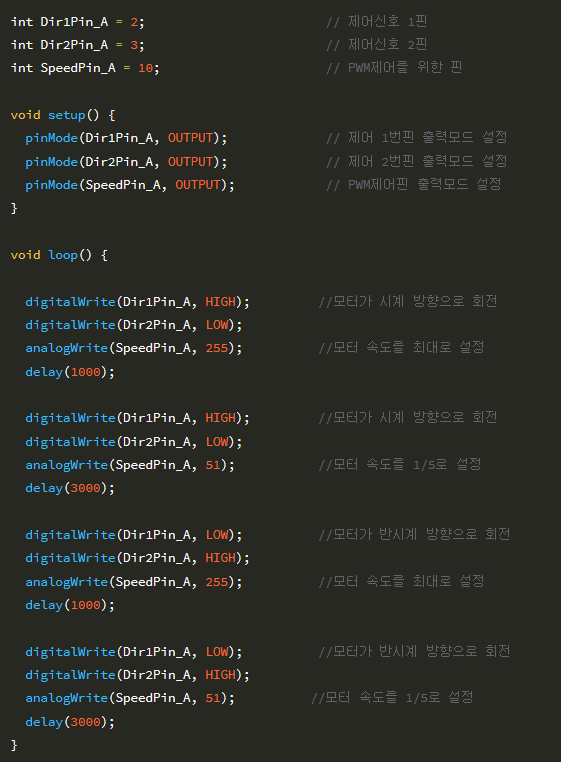 int Dir1Pin_A = 2;                        // 제어신호 1핀
int Dir2Pin_A = 3;                        // 제어신호 2핀
int SpeedPin_A = 10;                      // PWM제어를 위한 핀
void setup() {
  pinMode(Dir1Pin_A, OUTPUT);             // 제어 1번핀 출력모드 설정
  pinMode(Dir2Pin_A, OUTPUT);             // 제어 2번핀 출력모드 설정
  pinMode(SpeedPin_A, OUTPUT);            // PWM제어핀 출력모드 설정
}
void loop() {
  digitalWrite(Dir1Pin_A, HIGH);         //모터가 시계 방향으로 회전
  digitalWrite(Dir2Pin_A, LOW);
  analogWrite(SpeedPin_A, 255);          //모터 속도를 최대로 설정
  delay(1000);
  digitalWrite(Dir1Pin_A, HIGH);         //모터가 시계 방향으로 회전
  digitalWrite(Dir2Pin_A, LOW);
  analogWrite(SpeedPin_A, 51);           //모터 속도를 1/5로 설정
  delay(3000);
  digitalWrite(Dir1Pin_A, LOW);          //모터가 반시계 방향으로 회전
  digitalWrite(Dir2Pin_A, HIGH);
  analogWrite(SpeedPin_A, 255);          //모터 속도를 최대로 설정
  delay(1000);
  digitalWrite(Dir1Pin_A, LOW);          //모터가 반시계 방향으로 회전
  digitalWrite(Dir2Pin_A, HIGH);
  analogWrite(SpeedPin_A, 51);          //모터 속도를 1/5로 설정
  delay(3000);
}